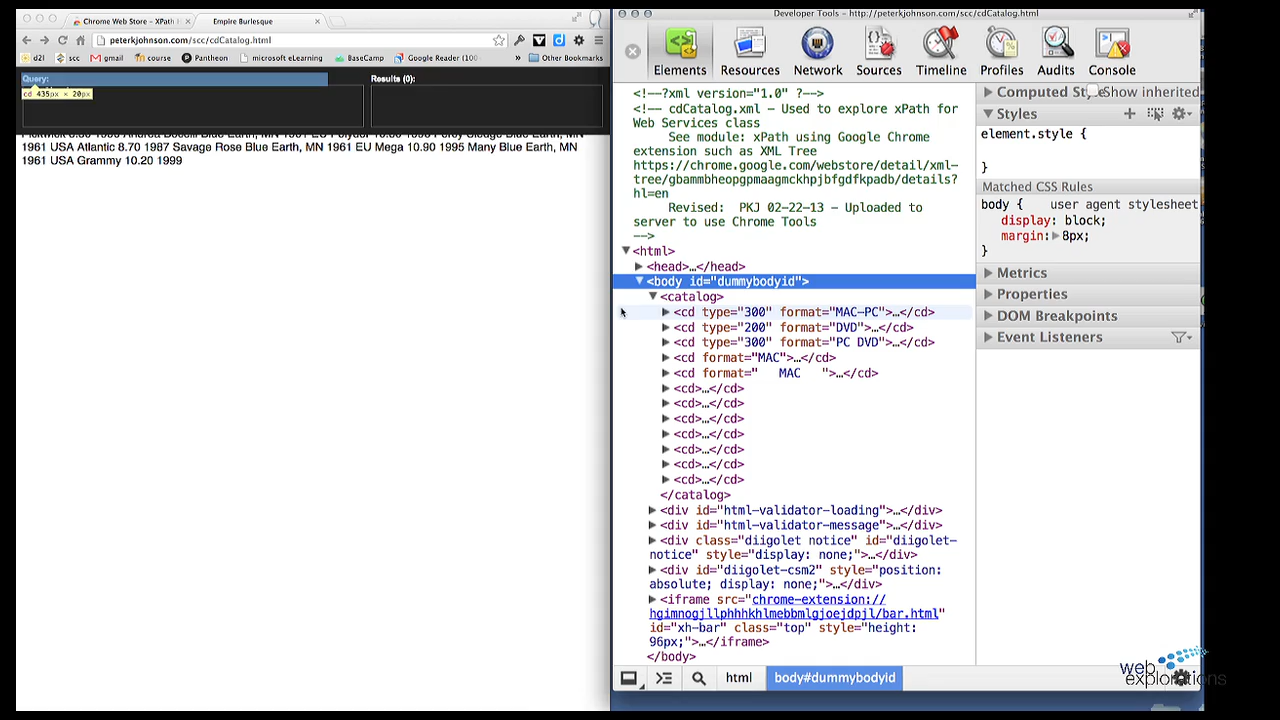 Chrome Web Store - XPath
Empire Burlesque
peterkjohnson.com/scc/cdCatalog.html
d2l
scc
gmail
course
Pantheon
microsoft eLearning
BaseCamp
Google Reader (100
»
Other Bookmarks
Query:
Results (0):
cd 435px × 20px
1961 USA Atlantic 8.70 1987 Savage Rose Blue Earth, MN 1961 EU Mega 10.90 1995 Many Blue Earth, MN
1961 USA Grammy 10.20 1999
Developer Tools - http://peterkjohnson.com/scc/cdCatalog.html
Elements
Resources
Network
Sources
Timeline
Profiles
Audits
Console
<!--?xml version="1.0" ?-->
<!-- cdCatalog.xml - Used to explore xPath for
Web Services class
See module: xPath using Google Chrome
extension such as XML Tree
https://chrome.google.com/webstore/detail/xml-
tree/gbammbheopgpmaagmckhpjbfgdfkpadb/details?
hl=en
Revised: PKJ 02-22-13 - Uploaded to
server to use Chrome Tools
-->
<html>
<head>…</head>
<body id="dummybodyid">
<catalog>
<cd type="300" format="MAC-PC">…</cd>
<cd type="200" format="DVD">…</cd>
<cd type="300" format="PC DVD">…</cd>
<cd format="MAC">…</cd>
<cd format="   MAC   ">…</cd>
<cd>…</cd>
<cd>…</cd>
<cd>…</cd>
<cd>…</cd>
<cd>…</cd>
<cd>…</cd>
<cd>…</cd>
</catalog>
<div id="html-validator-loading">…</div>
<div id="html-validator-message">…</div>
<div class="diigolet notice" id="diigolet-
notice" style="display: none;">…</div>
<div id="diigolet-csm2" style="position:
absolute; display: none;">…</div>
<iframe src="chrome-extension://
hgimnogjllphhhkhlmebbmlgjoejdpjl/bar.html"
id="xh-bar" class="top" style="height:
96px;">…</iframe>
</body>
html
body#dummybodyid
Computed Style
Show inherited
Styles
element.style {
}
Matched CSS Rules
body {
user agent stylesheet
display: block;
margin: 8px;
}
Metrics
Properties
DOM Breakpoints
Event Listeners
web
explorations